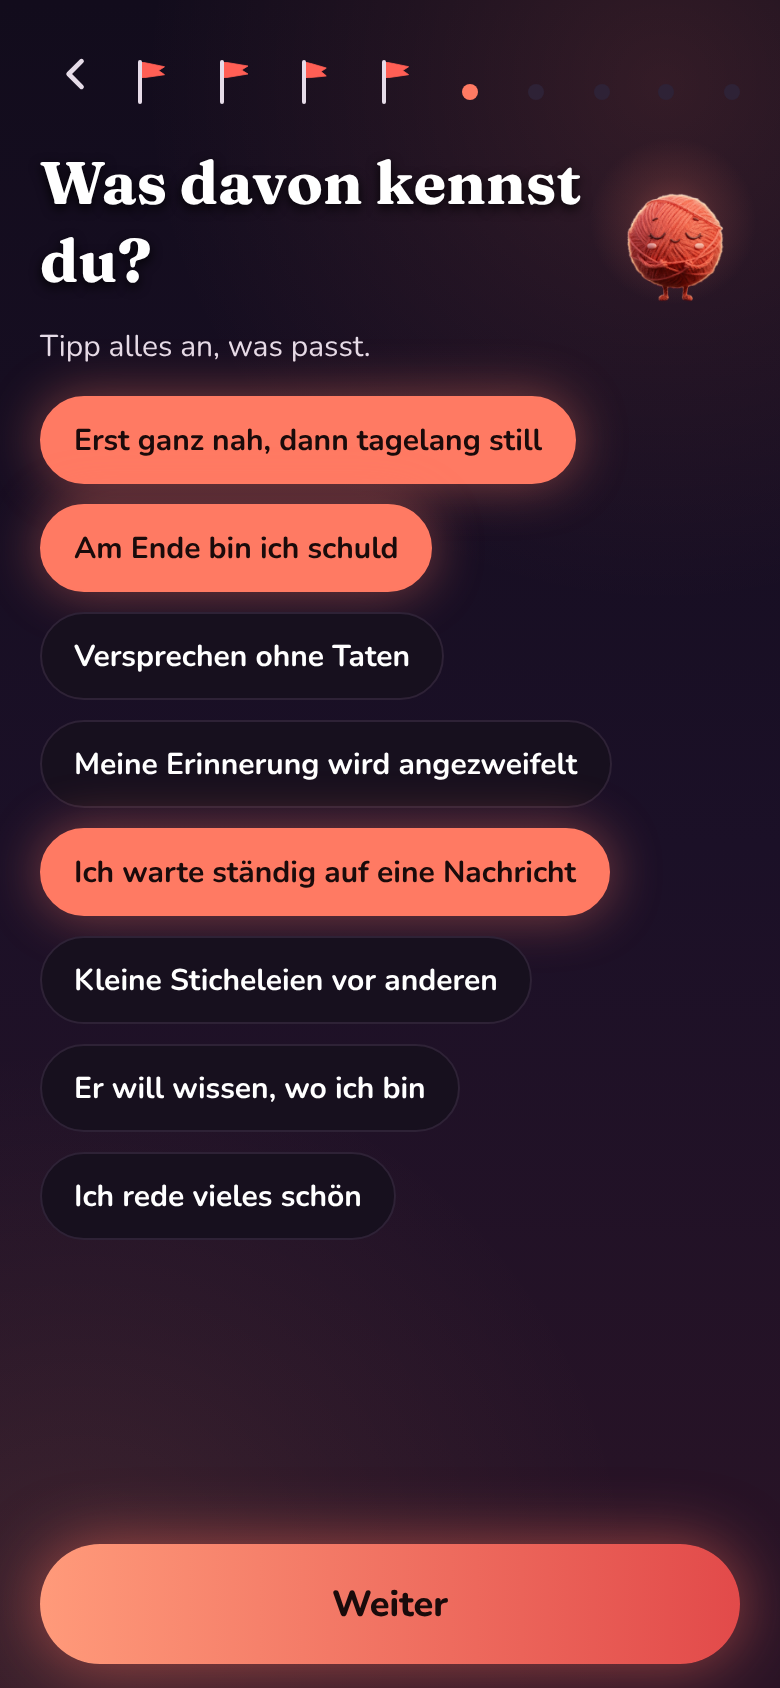 Was davon kennst
du?
Tipp alles an, was passt.
Erst ganz nah, dann tagelang still
Am Ende bin ich schuld
Versprechen ohne Taten
Meine Erinnerung wird angezweifelt
Ich warte ständig auf eine Nachricht
Kleine Sticheleien vor anderen
Er will wissen, wo ich bin
Ich rede vieles schön
Weiter